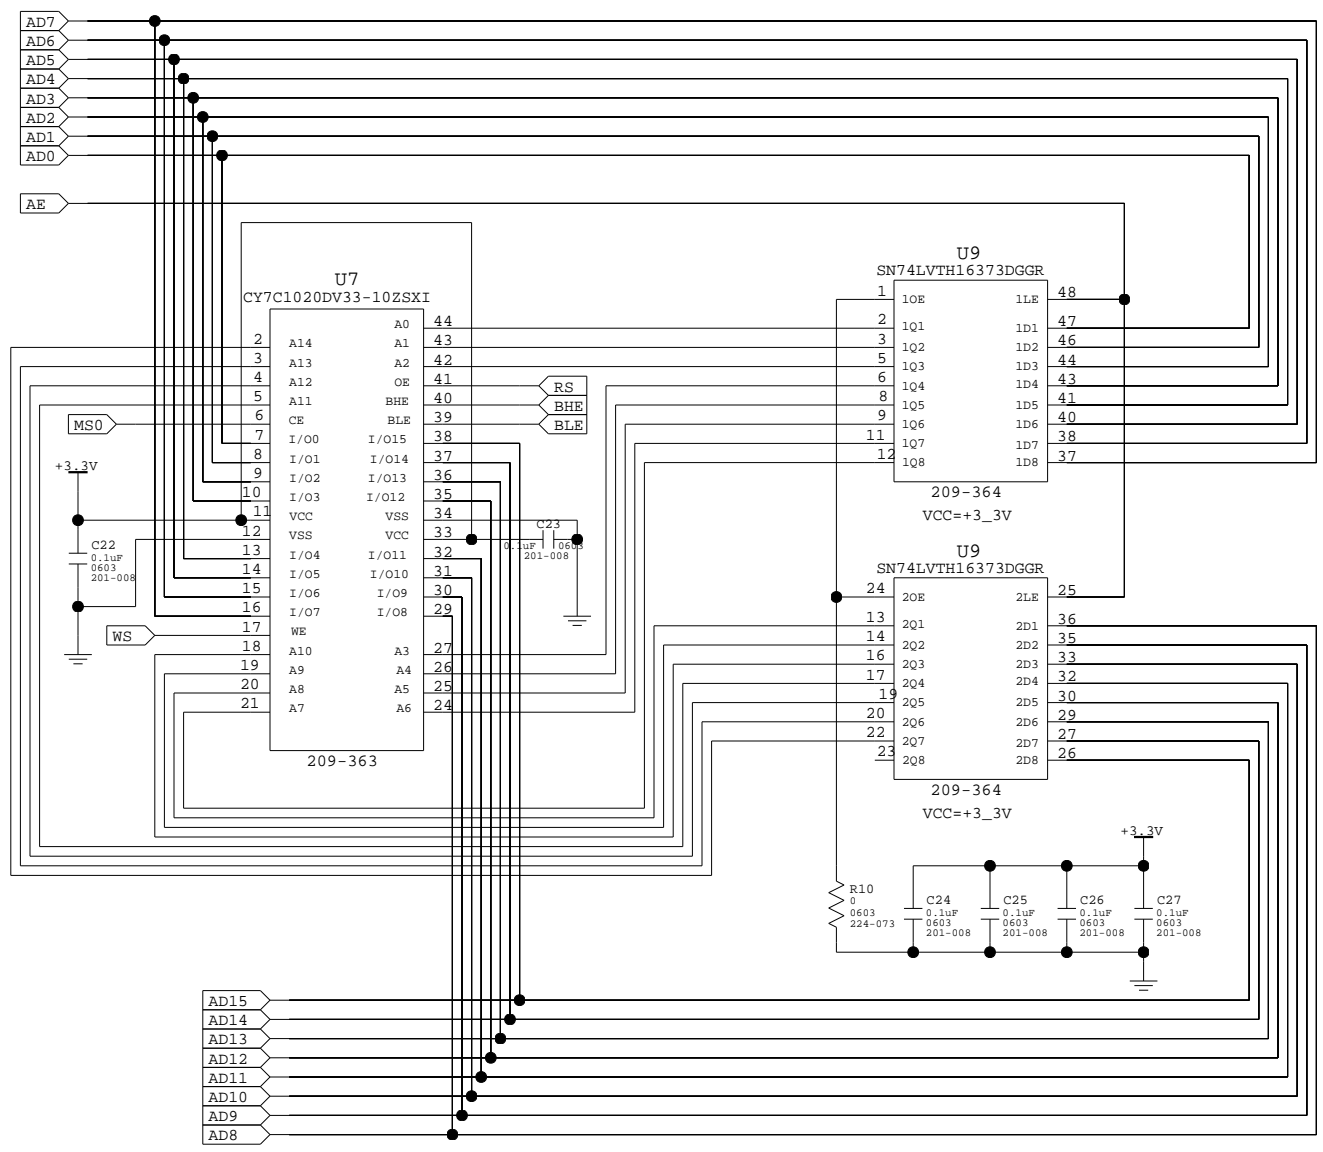 AD7
AD6
AD5
AD4
AD3
AD2
AD1
AD0
AE
U7
CY7C1020DV33-10ZSXI
A0 44
2 A14 A1 43
3 A13 A2 42
4 A12 OE 41 RS
5 A11 BHE 40 BHE
MS0 6 CE BLE 39 BLE
7 I/O0 I/O15 38
8 I/O1 I/O14 37
9 I/O2 I/O13 36
10 I/O3 I/O12 35
11 VCC VSS 34
12 VSS VCC 33
13 I/O4 I/O11 32
14 I/O5 I/O10 31
15 I/O6 I/O9 30
16 I/O7 I/O8 29
WS 17 WE
18 A10 A3 27
19 A9 A4 26
20 A8 A5 25
21 A7 A6 24
209-363
+3.3V
C22
0.1uF
0603
201-008
C23
0.1uF 0603
201-008
U9
SN74LVTH16373DGGR
1 1OE 1LE 48
2 1Q1 1D1 47
3 1Q2 1D2 46
5 1Q3 1D3 44
6 1Q4 1D4 43
8 1Q5 1D5 41
9 1Q6 1D6 40
11 1Q7 1D7 38
12 1Q8 1D8 37
209-364
VCC=+3_3V
U9
SN74LVTH16373DGGR
24 2OE 2LE 25
13 2Q1 2D1 36
14 2Q2 2D2 35
16 2Q3 2D3 33
17 2Q4 2D4 32
19 2Q5 2D5 30
20 2Q6 2D6 29
22 2Q7 2D7 27
23 2Q8 2D8 26
209-364
VCC=+3_3V
+3.3V
R10
0
0603
224-073
C24
0.1uF
0603
201-008
C25
0.1uF
0603
201-008
C26
0.1uF
0603
201-008
C27
0.1uF
0603
201-008
AD15
AD14
AD13
AD12
AD11
AD10
AD9
AD8